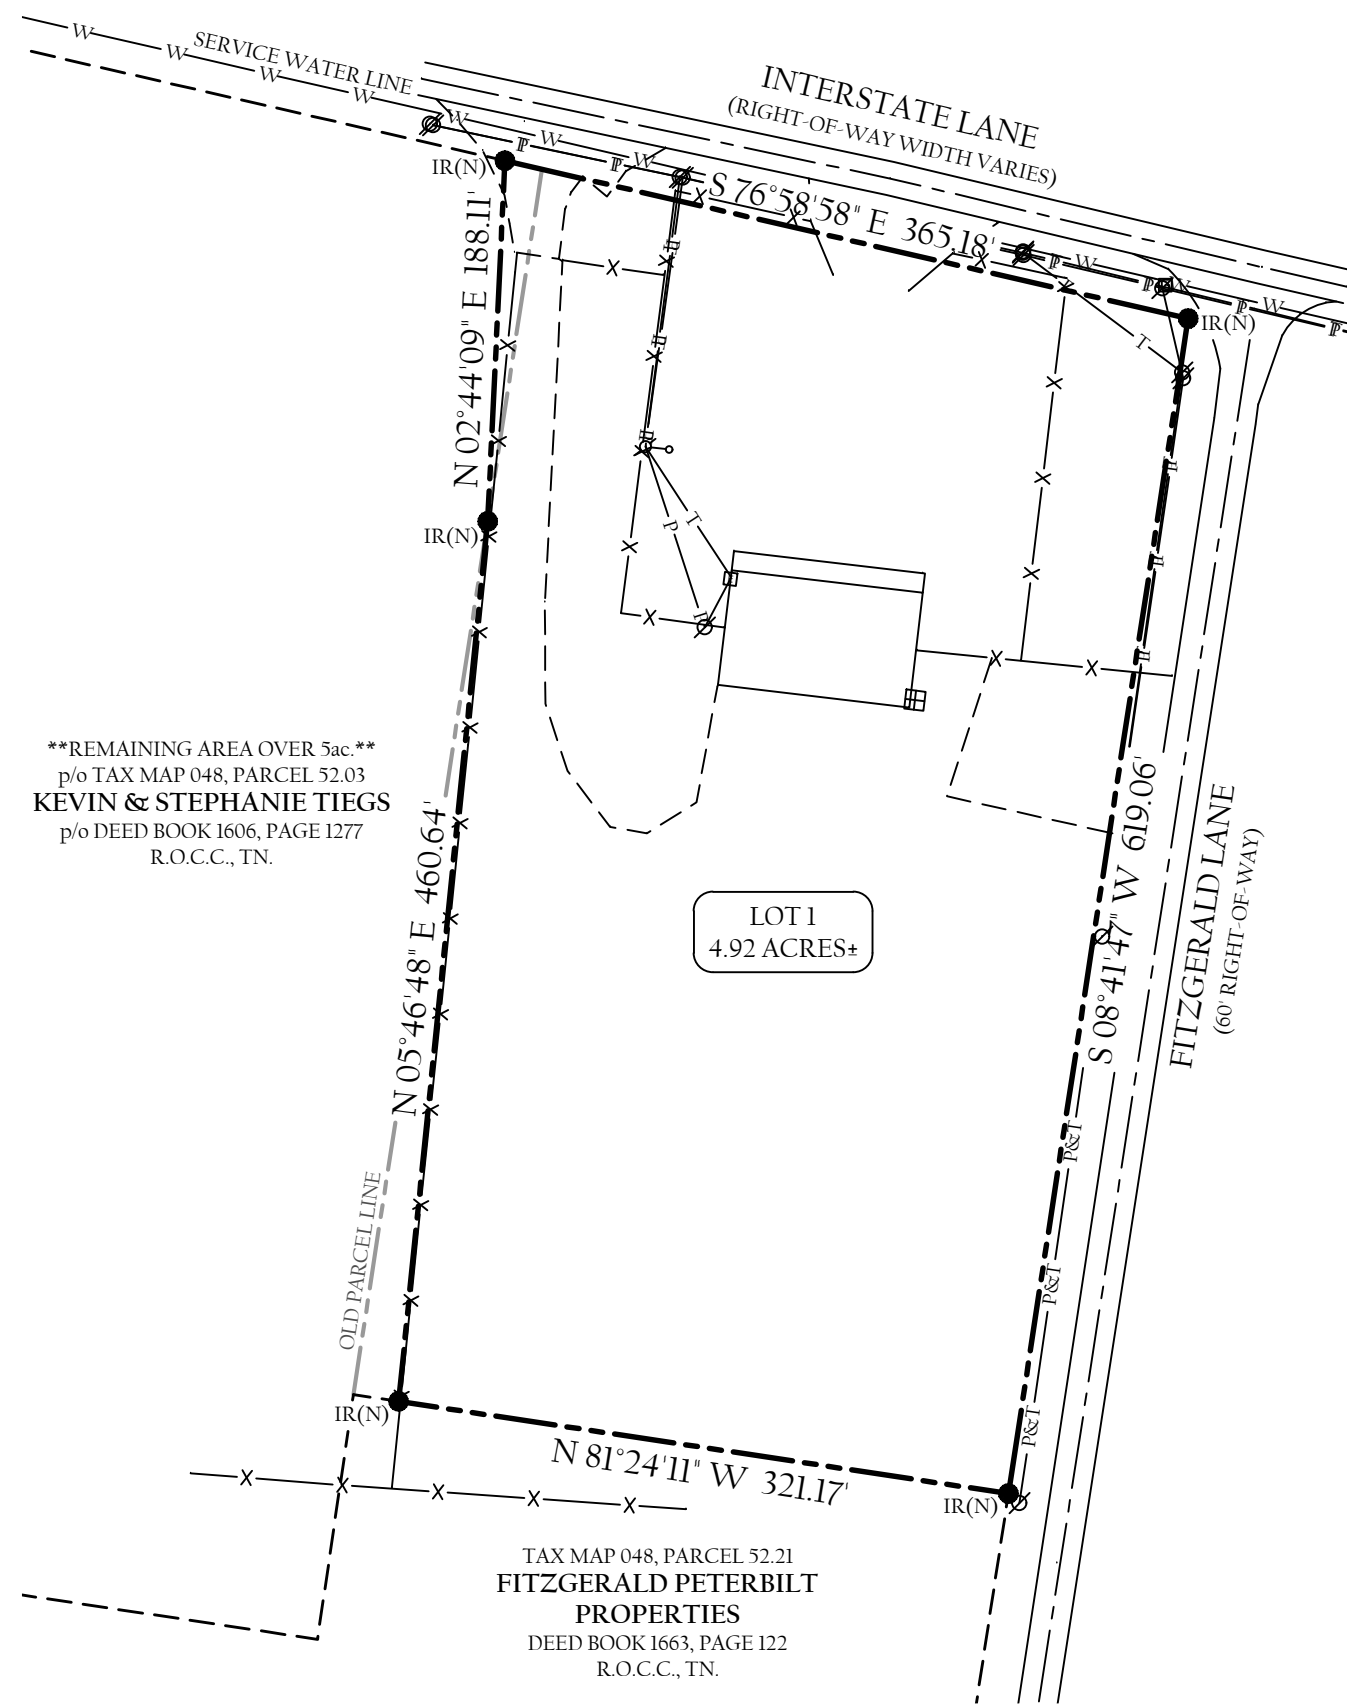 SERVICE WATER LINE
INTERSTATE LANE
(RIGHT-OF-WAY WIDTH VARIES)
IR(N)
S 76°58'58" E 365.18'
IR(N)
N 02°44'09" E 188.11'
IR(N)
**REMAINING AREA OVER 5ac.**
p/o TAX MAP 048, PARCEL 52.03
KEVIN & STEPHANIE TIEGS
p/o DEED BOOK 1606, PAGE 1277
R.O.C.C., TN.
N 05°46'48" E 460.64'
LOT 1
4.92 ACRES±
S 08°41'47" W 619.06'
FITZGERALD LANE
(60' RIGHT-OF-WAY)
P&T
P&T
P&T
OLD PARCEL LINE
IR(N)
N 81°24'11" W 321.17'
IR(N)
TAX MAP 048, PARCEL 52.21
FITZGERALD PETERBILT
PROPERTIES
DEED BOOK 1663, PAGE 122
R.O.C.C., TN.